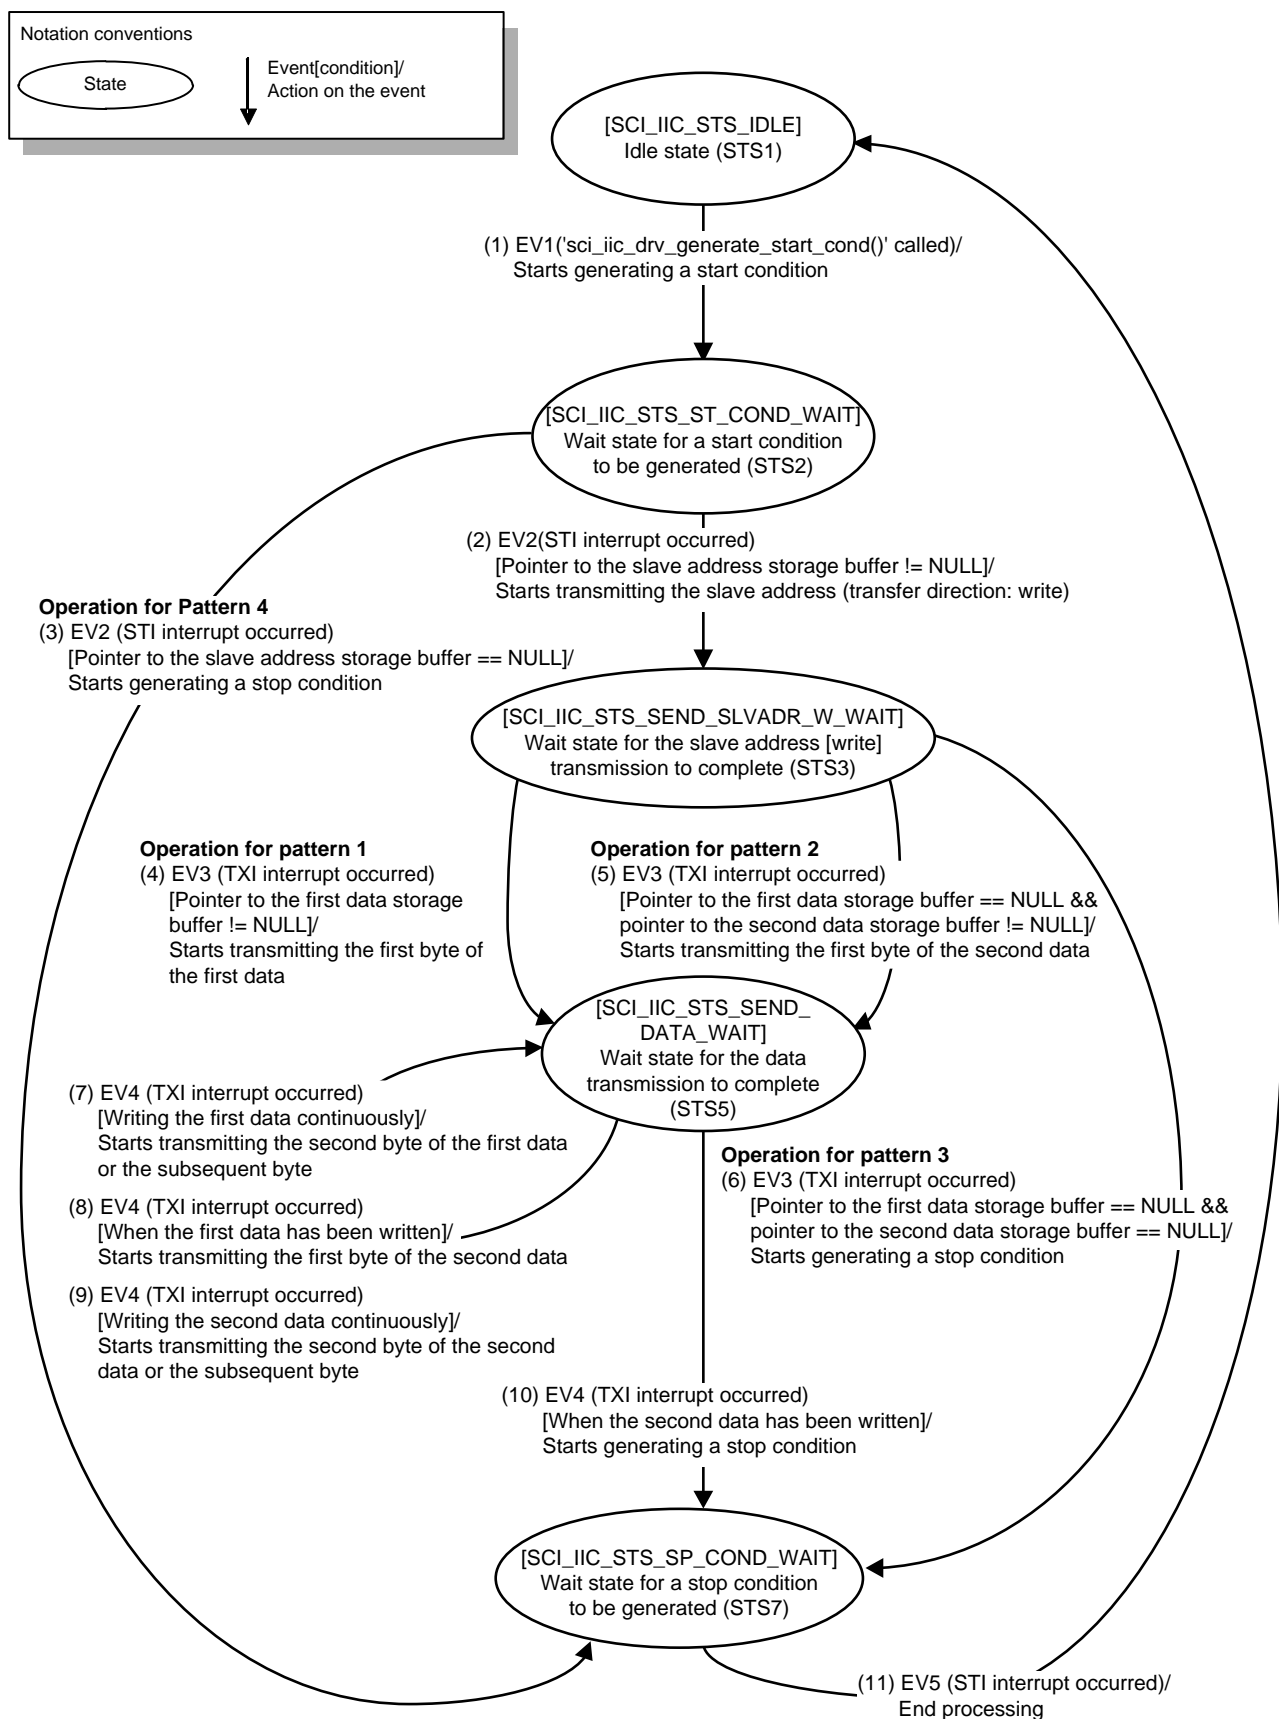 Notation conventions
State
Event[condition]/
Action on the event
[SCI_IIC_STS_IDLE]
Idle state (STS1)
(1) EV1('sci_iic_drv_generate_start_cond()' called)/
Starts generating a start condition
[SCI_IIC_STS_ST_COND_WAIT]
Wait state for a start condition
to be generated (STS2)
(2) EV2(STI interrupt occurred)
[Pointer to the slave address storage buffer != NULL]/
Starts transmitting the slave address (transfer direction: write)
Operation for Pattern 4
(3) EV2 (STI interrupt occurred)
[Pointer to the slave address storage buffer == NULL]/
Starts generating a stop condition
[SCI_IIC_STS_SEND_SLVADR_W_WAIT]
Wait state for the slave address [write]
transmission to complete (STS3)
Operation for pattern 1
(4) EV3 (TXI interrupt occurred)
[Pointer to the first data storage
buffer != NULL]/
Starts transmitting the first byte of
the first data
Operation for pattern 2
(5) EV3 (TXI interrupt occurred)
[Pointer to the first data storage buffer == NULL &&
pointer to the second data storage buffer != NULL]/
Starts transmitting the first byte of the second data
[SCI_IIC_STS_SEND_
DATA_WAIT]
Wait state for the data
transmission to complete
(STS5)
(7) EV4 (TXI interrupt occurred)
[Writing the first data continuously]/
Starts transmitting the second byte of the first data
or the subsequent byte
Operation for pattern 3
(6) EV3 (TXI interrupt occurred)
[Pointer to the first data storage buffer == NULL &&
pointer to the second data storage buffer == NULL]/
Starts generating a stop condition
(8) EV4 (TXI interrupt occurred)
[When the first data has been written]/
Starts transmitting the first byte of the second data
(9) EV4 (TXI interrupt occurred)
[Writing the second data continuously]/
Starts transmitting the second byte of the second
data or the subsequent byte
(10) EV4 (TXI interrupt occurred)
[When the second data has been written]/
Starts generating a stop condition
[SCI_IIC_STS_SP_COND_WAIT]
Wait state for a stop condition
to be generated (STS7)
(11) EV5 (STI interrupt occurred)/
End processing